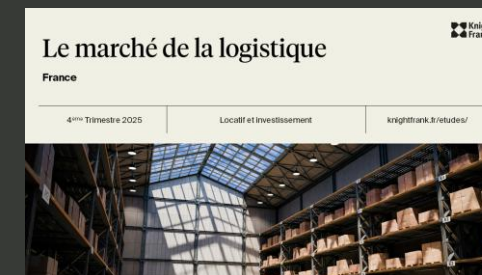 Le marché de la logistique
France
4ème Trimestre 2025
Locatif et investissement
knightfrank.fr/etudes/